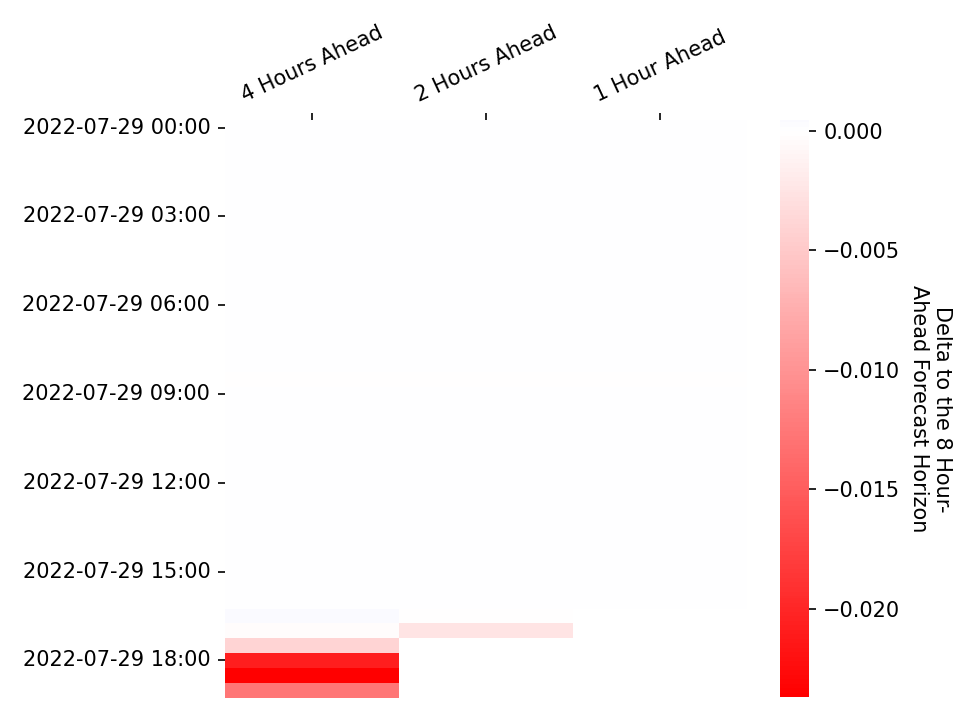 4 Hours Ahead
2 Hours Ahead
1 Hour Ahead
2022-07-29 00:00
2022-07-29 03:00
2022-07-29 06:00
2022-07-29 09:00
2022-07-29 12:00
2022-07-29 15:00
2022-07-29 18:00
0.000
−0.005
−0.010
−0.015
−0.020
Delta to the 8 Hour-
Ahead Forecast Horizon